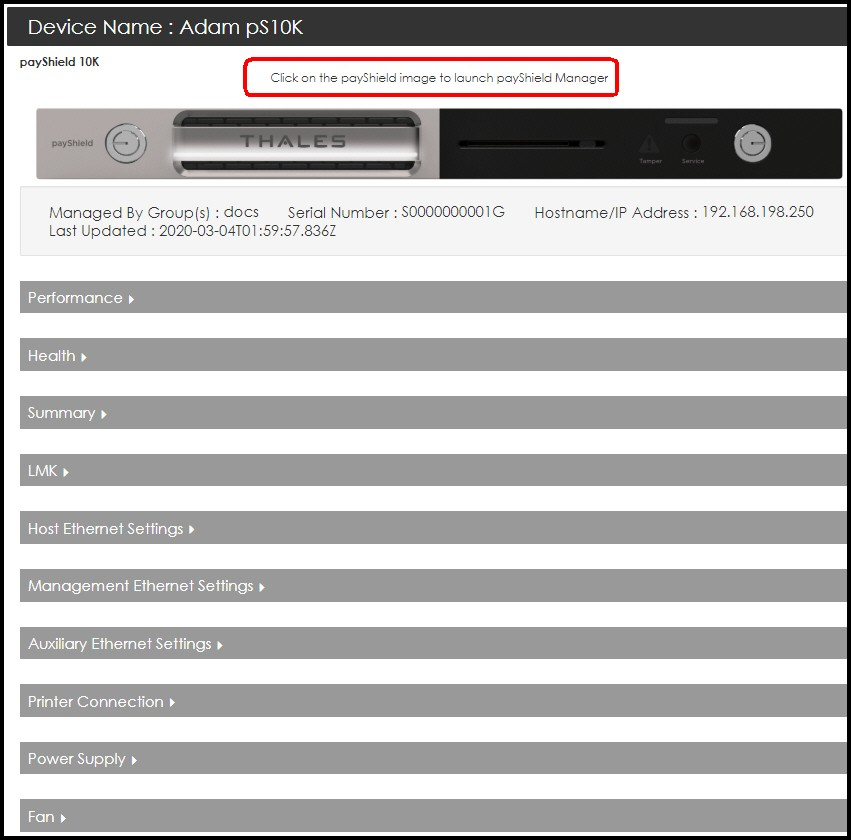 Device Name : Adam pS10K
payShield 10K
Click on the payShield image to launch payShield Manager
payShield THALES Tamper Service
Managed By Group(s) : docs Serial Number : S0000000001G Hostname/IP Address : 192.168.198.250
Last Updated : 2020-03-04T01:59:57.836Z
Performance
Health
Summary
LMK
Host Ethernet Settings
Management Ethernet Settings
Auxiliary Ethernet Settings
Printer Connection
Power Supply
Fan